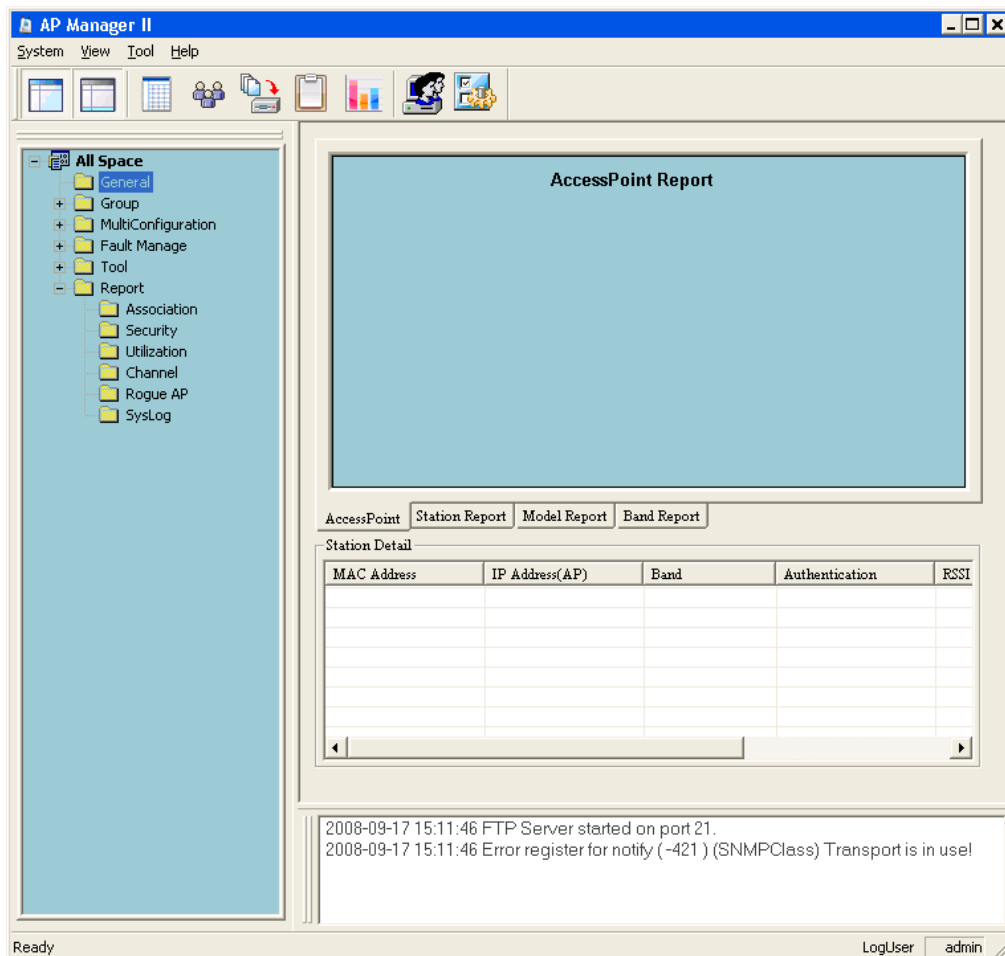 AP Manager II
System View Tool Help
All Space
General
Group
MultiConfiguration
Fault Manage
Tool
Report
Association
Security
Utilization
Channel
Rogue AP
SysLog
AccessPoint Report
AccessPoint Station Report Model Report Band Report
Station Detail
MAC Address IP Address(AP) Band Authentication RSSI
2008-09-17 15:11:46 FTP Server started on port 21.
2008-09-17 15:11:46 Error register for notify ( -421 ) (SNMPClass) Transport is in use!
Ready LogUser admin